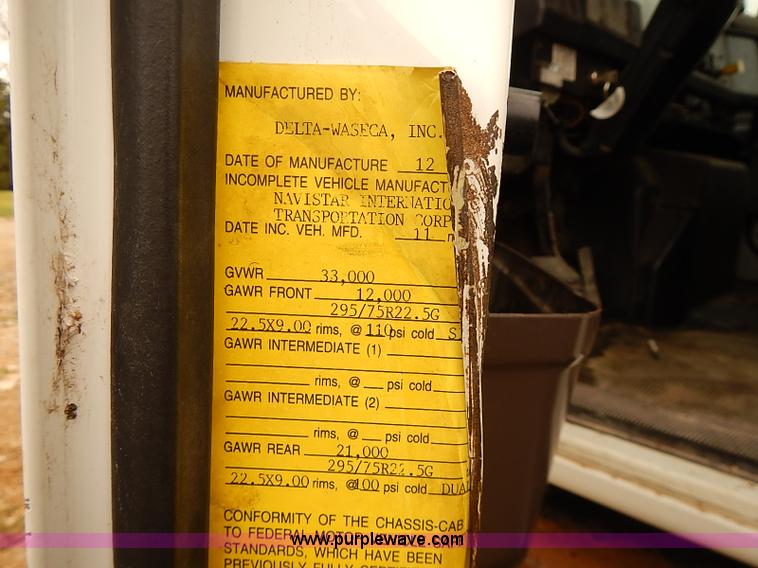 MANUFACTURED BY:
DELTA-WASECA, INC.
DATE OF MANUFACTURE 12
INCOMPLETE VEHICLE MANUFACT
NAVISTAR INTERNATIO
TRANSPORTATION CORP
DATE INC. VEH. MFD. 11
GVWR 33,000
GAWR FRONT 12,000
295/75R22.5G
22.5X9.00 rims, @ 110 psi cold S
GAWR INTERMEDIATE (1)
rims, @ psi cold
GAWR INTERMEDIATE (2)
rims, @ psi cold
GAWR REAR 21,000
295/75R22.5G
22.5X9.00 rims, @ 100 psi cold DUA
CONFORMITY OF THE CHASSIS-CAB
TO FEDERAL MOTOR
www.purplewave.com
STANDARDS, WHICH HAVE BEEN
PREVIOUSLY FULLY